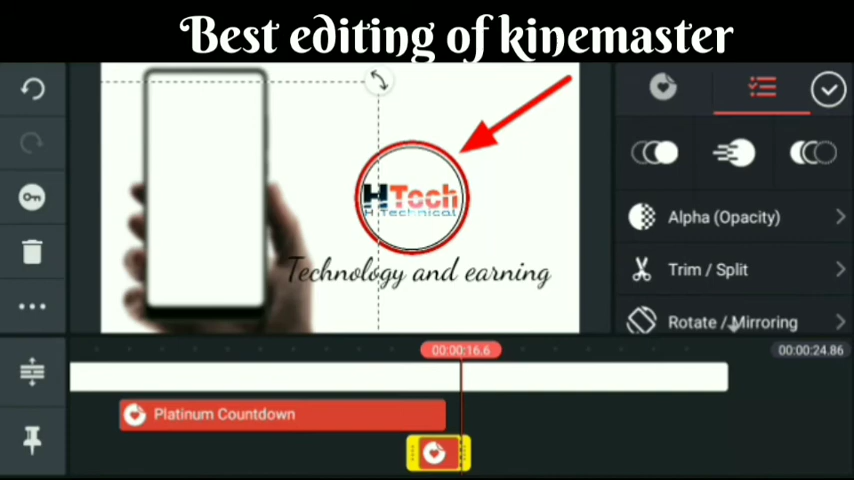 Best editing of kinemaster
HTech
H Technical
Technology and earning
Alpha (Opacity)
Trim / Split
Rotate / Mirroring
00:00:16.6
00:00:24.86
Platinum Countdown